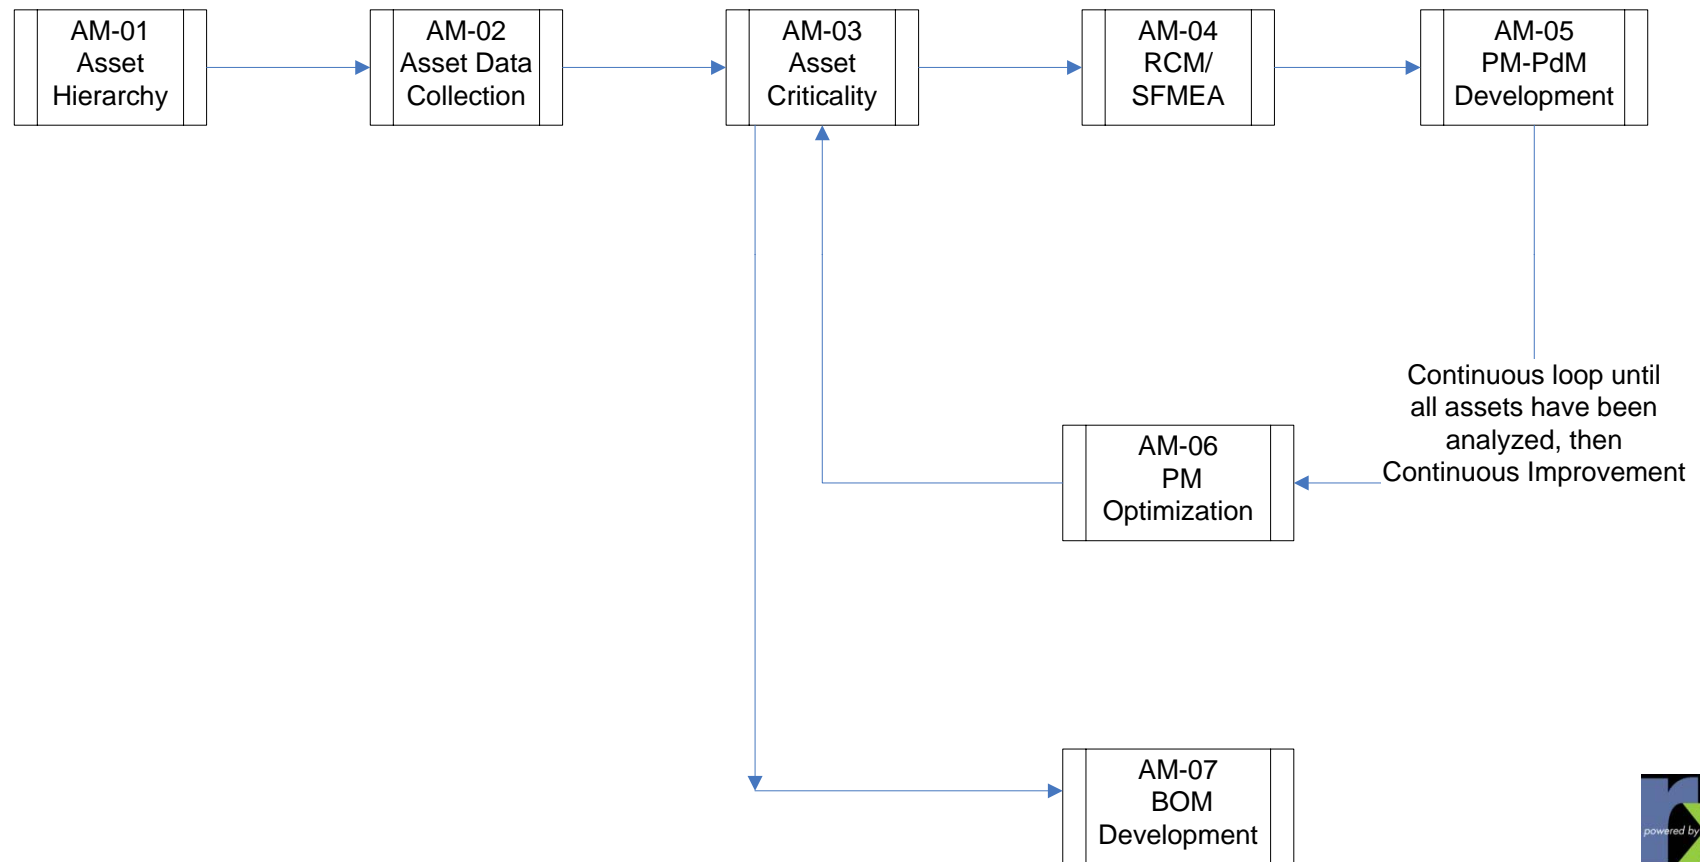 AM-01
Asset
Hierarchy
AM-02
Asset Data
Collection
AM-03
Asset
Criticality
AM-04
RCM/
SFMEA
AM-05
PM-PdM
Development
Continuous loop until
all assets have been
analyzed, then
Continuous Improvement
AM-06
PM
Optimization
AM-07
BOM
Development
powered by